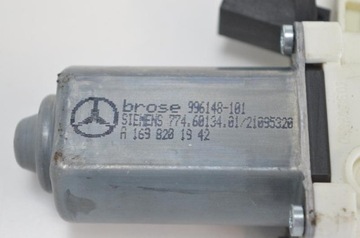 brose 996148-101
SIEMENS 774.60134.01/21095320
A 169 820 19 42